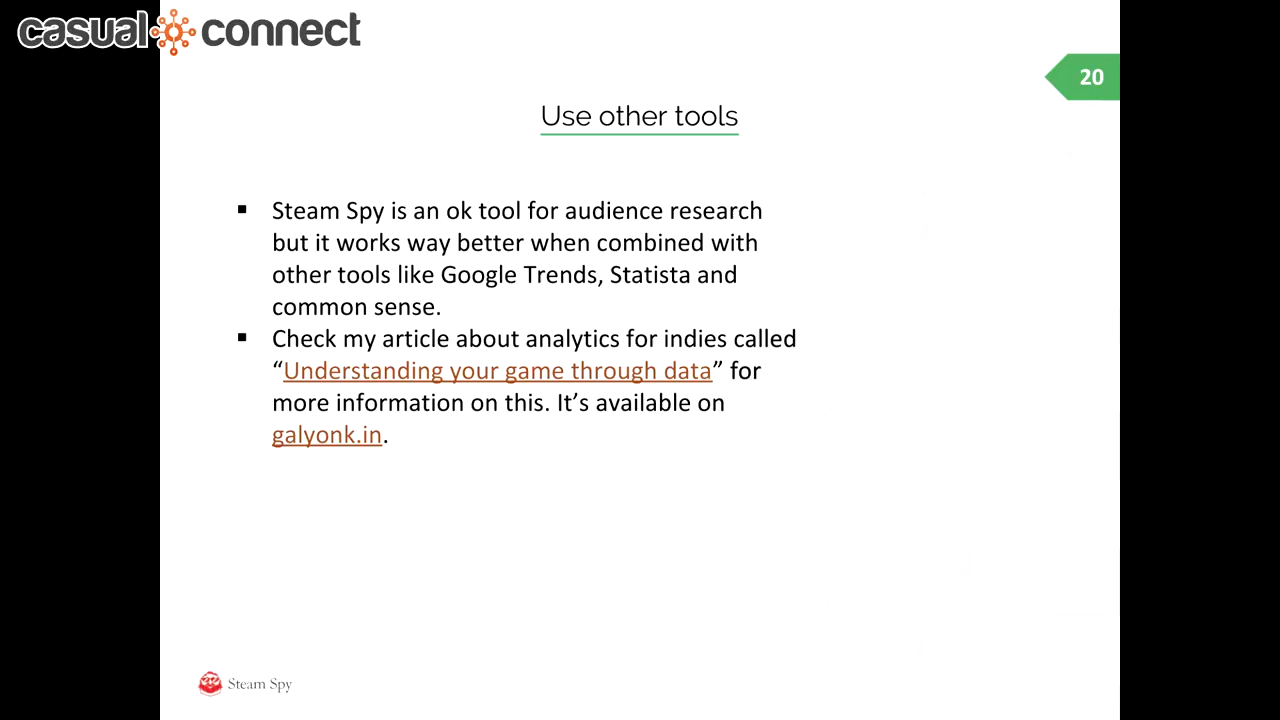 casual connect
20
Use other tools
▪ Steam Spy is an ok tool for audience research
but it works way better when combined with
other tools like Google Trends, Statista and
common sense.
▪ Check my article about analytics for indies called
“Understanding your game through data” for
more information on this. It’s available on
galyonk.in.
Steam Spy